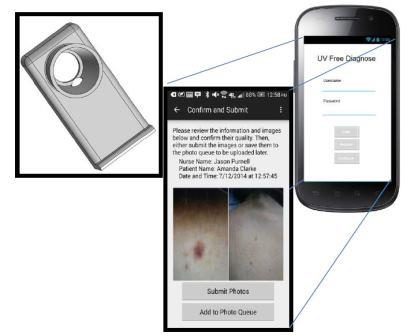 UV Free Diagnose
Username
Password
88% 12:58 PM
Confirm and Submit
Please review the information and images
below and confirm their quality. Then,
either submit the images or save them to
the photo queue to be uploaded later.
Nurse Name: Jason Purnell
Patient Name: Amanda Clarke
Date and Time: 7/12/2014 at 12:57:45
Submit Photos
Add to Photo Queue